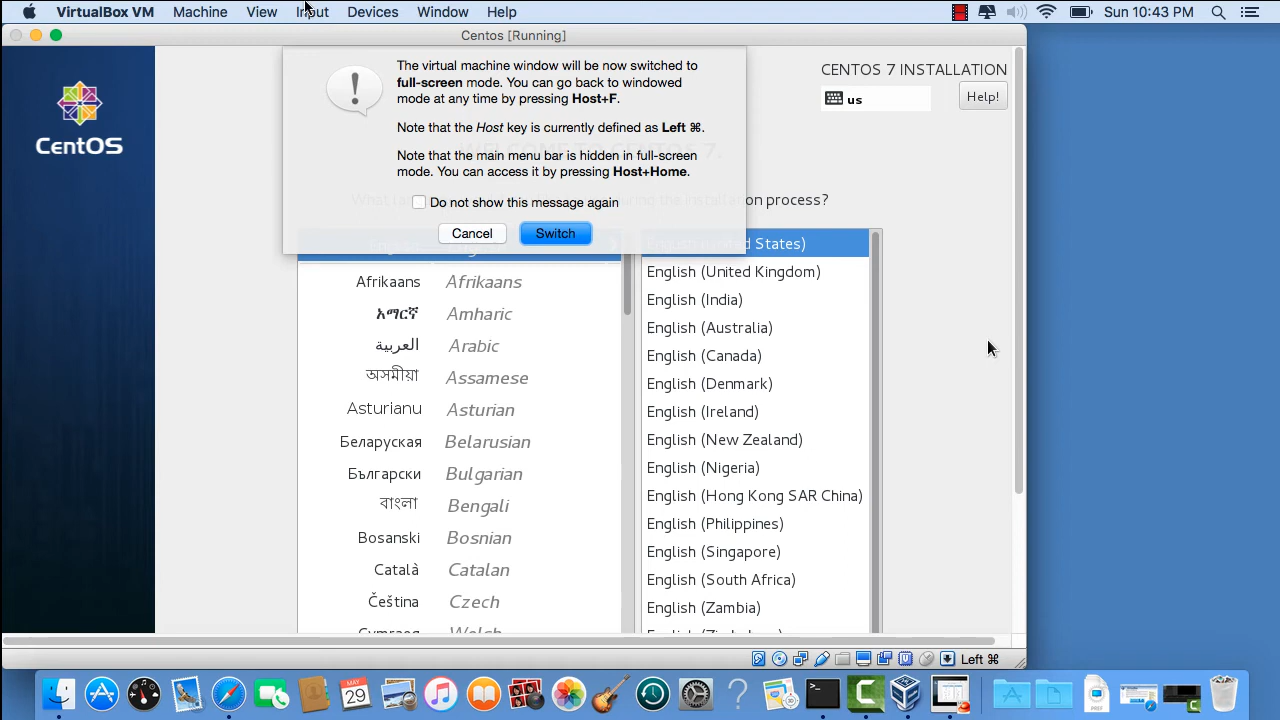 VirtualBox VM Machine View Input Devices Window Help Sun 10:43 PM
Centos [Running]
The virtual machine window will be now switched to
full-screen mode. You can go back to windowed
mode at any time by pressing Host+F.
Note that the Host key is currently defined as Left ⌘.
Note that the main menu bar is hidden in full-screen
mode. You can access it by pressing Host+Home.
Do not show this message again
Cancel Switch
CentOS
CENTOS 7 INSTALLATION
us Help!
installation process?
English (United Kingdom)
Afrikaans Afrikaans
English (India)
አማርኛ Amharic
English (Australia)
العربية Arabic
English (Canada)
অসমীয়া Assamese
English (Denmark)
Asturianu Asturian
English (Ireland)
Беларуская Belarusian
English (New Zealand)
Български Bulgarian
English (Nigeria)
বাংলা Bengali
English (Hong Kong SAR China)
Bosanski Bosnian
English (Philippines)
Català Catalan
English (Singapore)
Čeština Czech
English (South Africa)
English (Zambia)
Left ⌘
MAY
29